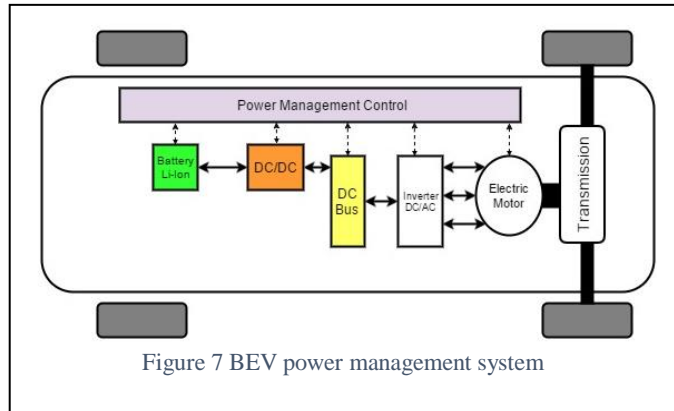 Power Management Control
Battery
Li-Ion
DC/DC
DC
Bus
Inverter
DC/AC
Electric
Motor
Transmission
Figure 7 BEV power management system